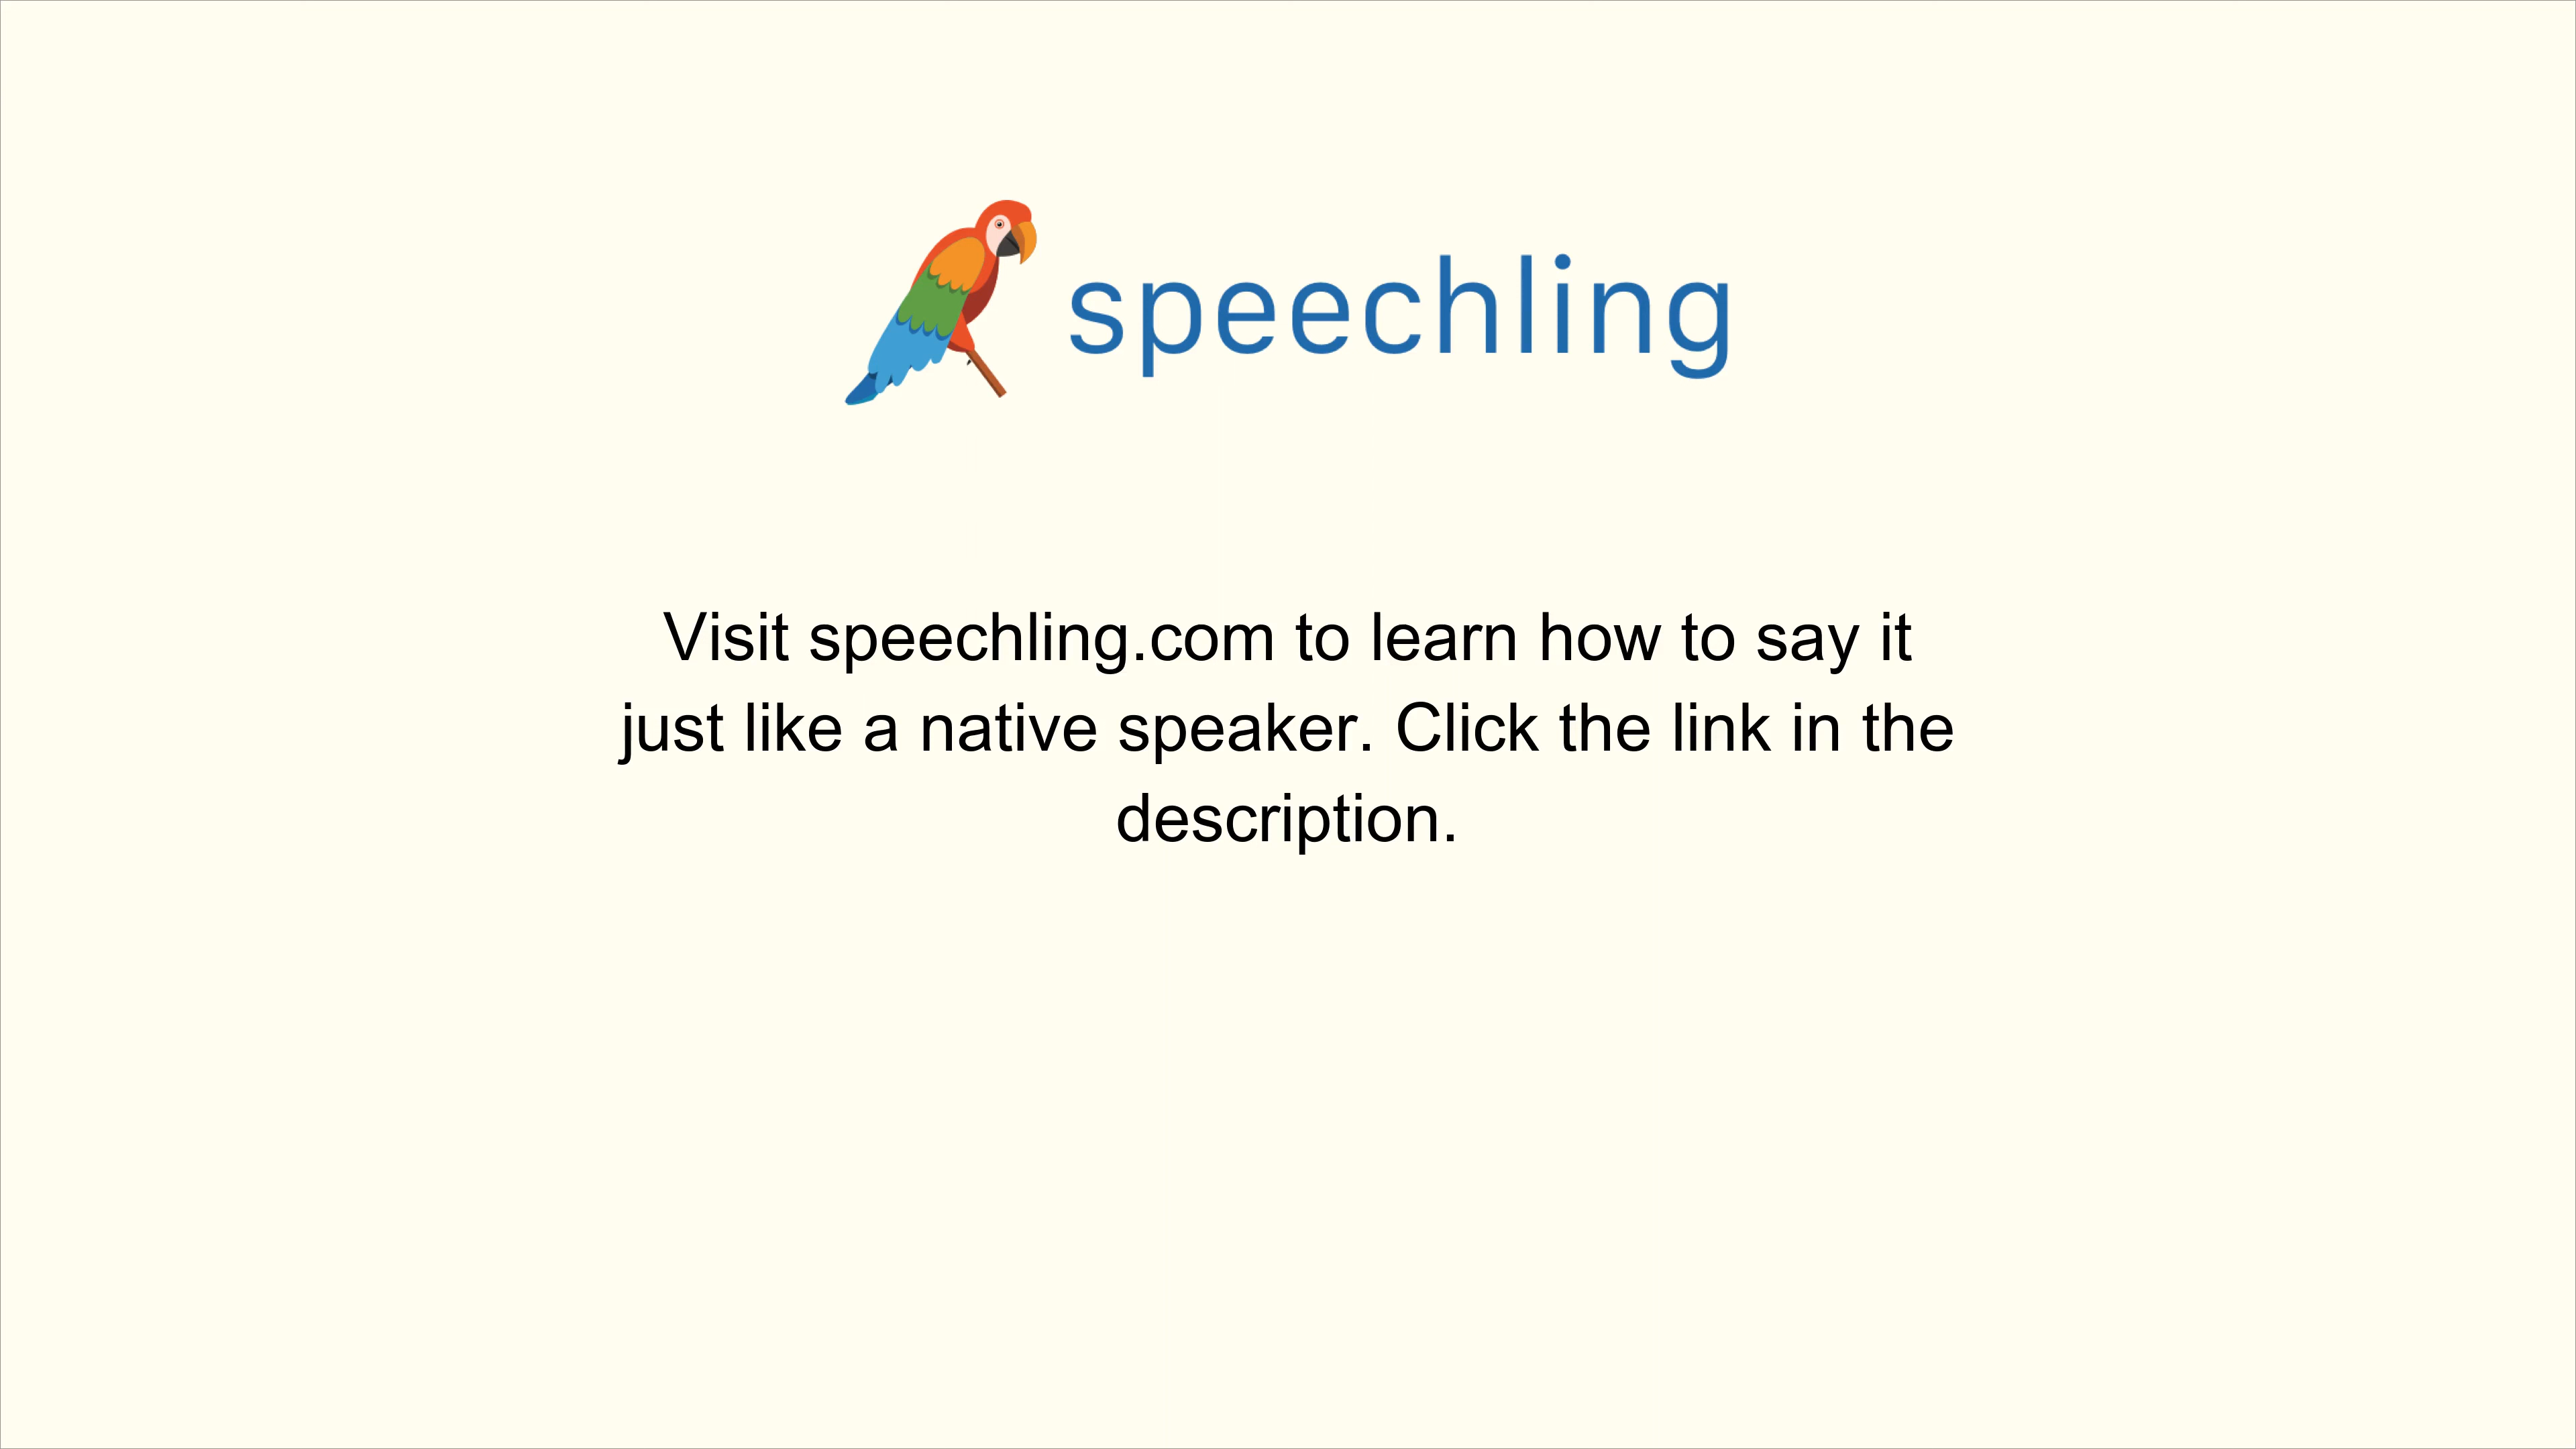 speechling
Visit speechling.com to learn how to say it
just like a native speaker. Click the link in the
description.